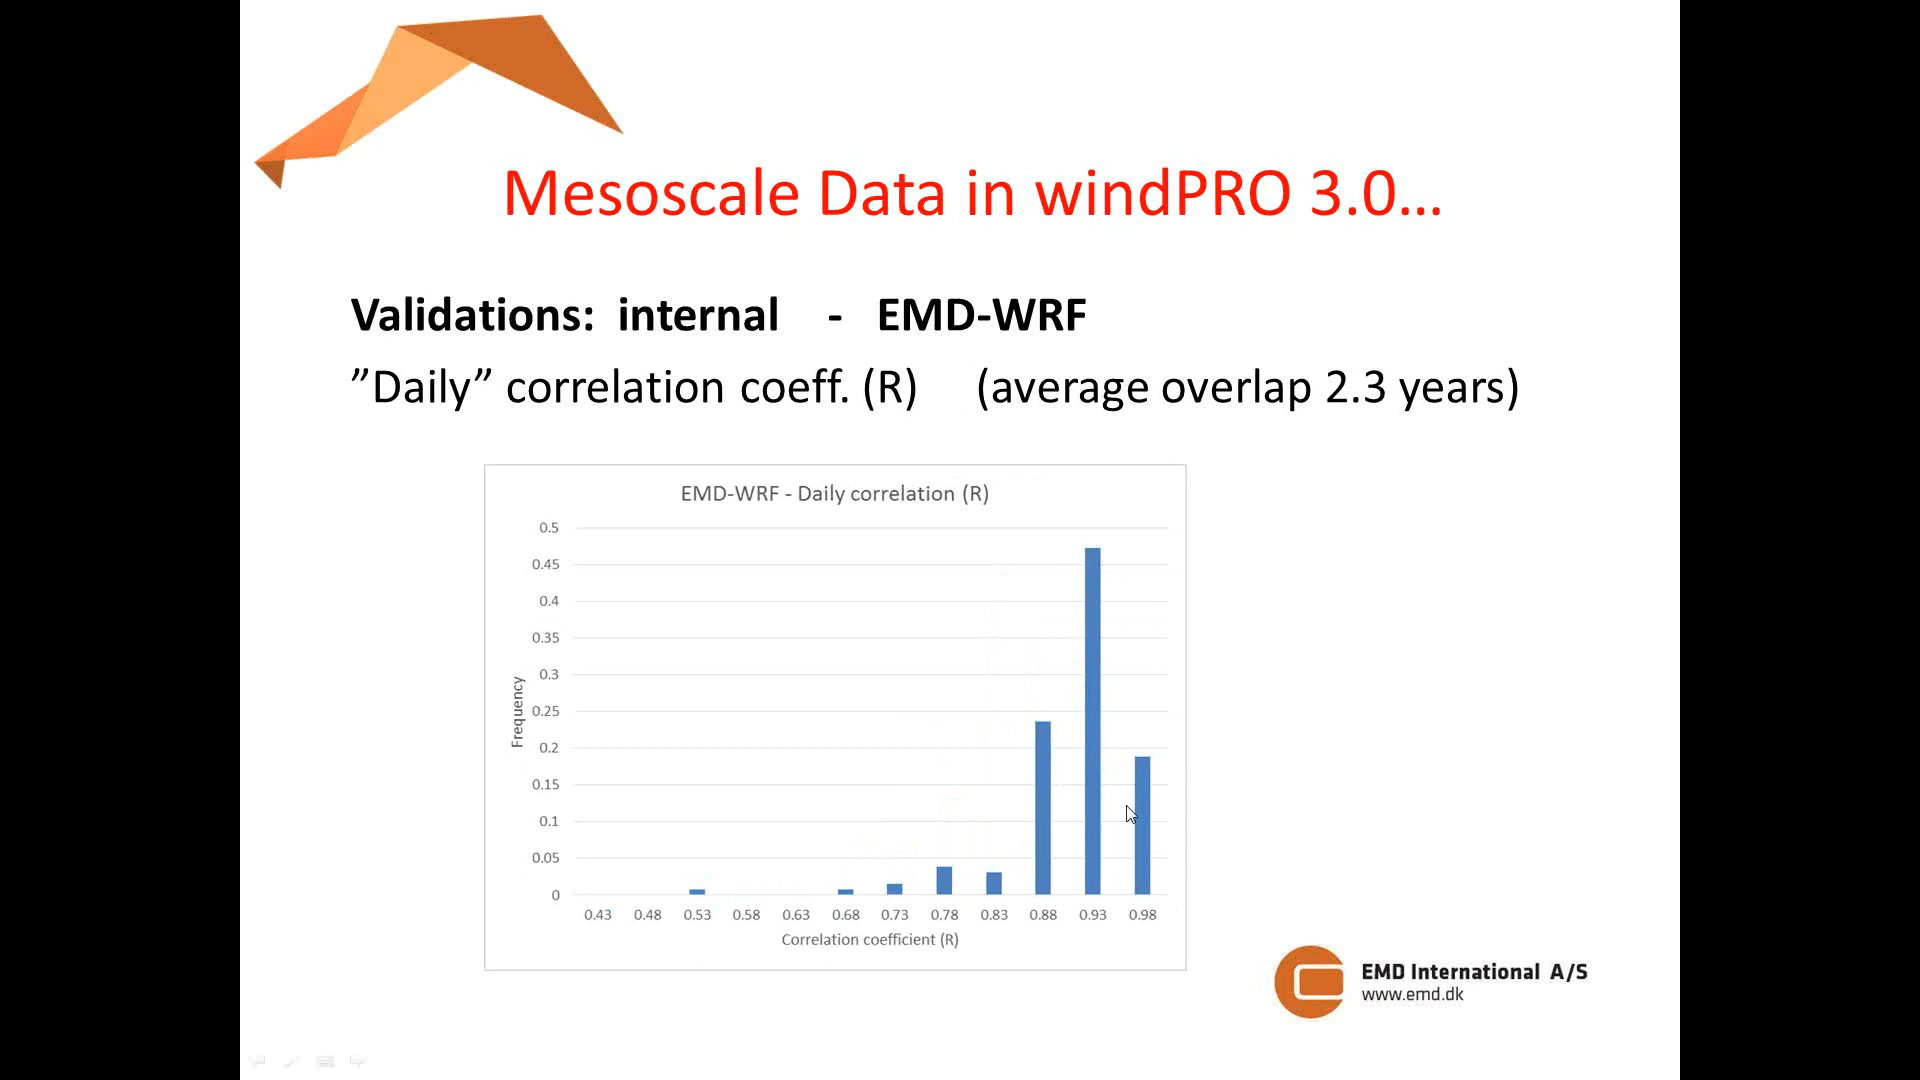 Mesoscale Data in windPRO 3.0...
Validations: internal - EMD-WRF
”Daily” correlation coeff. (R) (average overlap 2.3 years)
EMD-WRF - Daily correlation (R)
0.5
0.45
0.4
0.35
0.3
0.25
0.2
0.15
0.1
0.05
0
Frequency
0.43 0.48 0.53 0.58 0.63 0.68 0.73 0.78 0.83 0.88 0.93 0.98
Correlation coefficient (R)
EMD International A/S
www.emd.dk